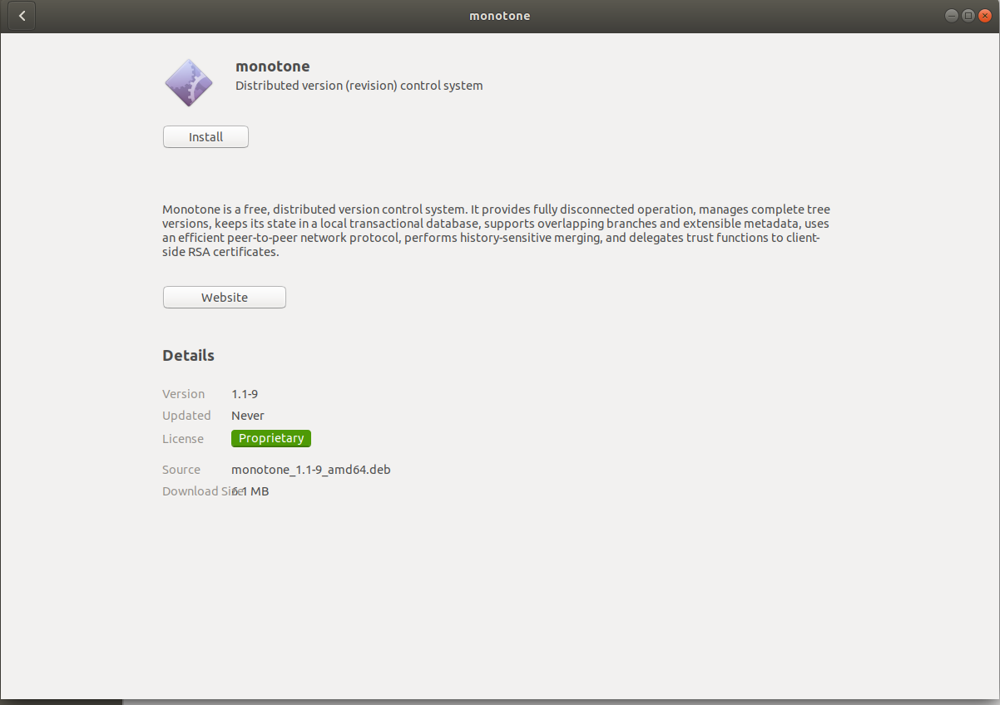 monotone
monotone
Distributed version (revision) control system
Install
Monotone is a free, distributed version control system. It provides fully disconnected operation, manages complete tree
versions, keeps its state in a local transactional database, supports overlapping branches and extensible metadata, uses
an efficient peer-to-peer network protocol, performs history-sensitive merging, and delegates trust functions to client-
side RSA certificates.
Website
Details
Version 1.1-9
Updated Never
License Proprietary
Source monotone_1.1-9_amd64.deb
Download Size 6.1 MB